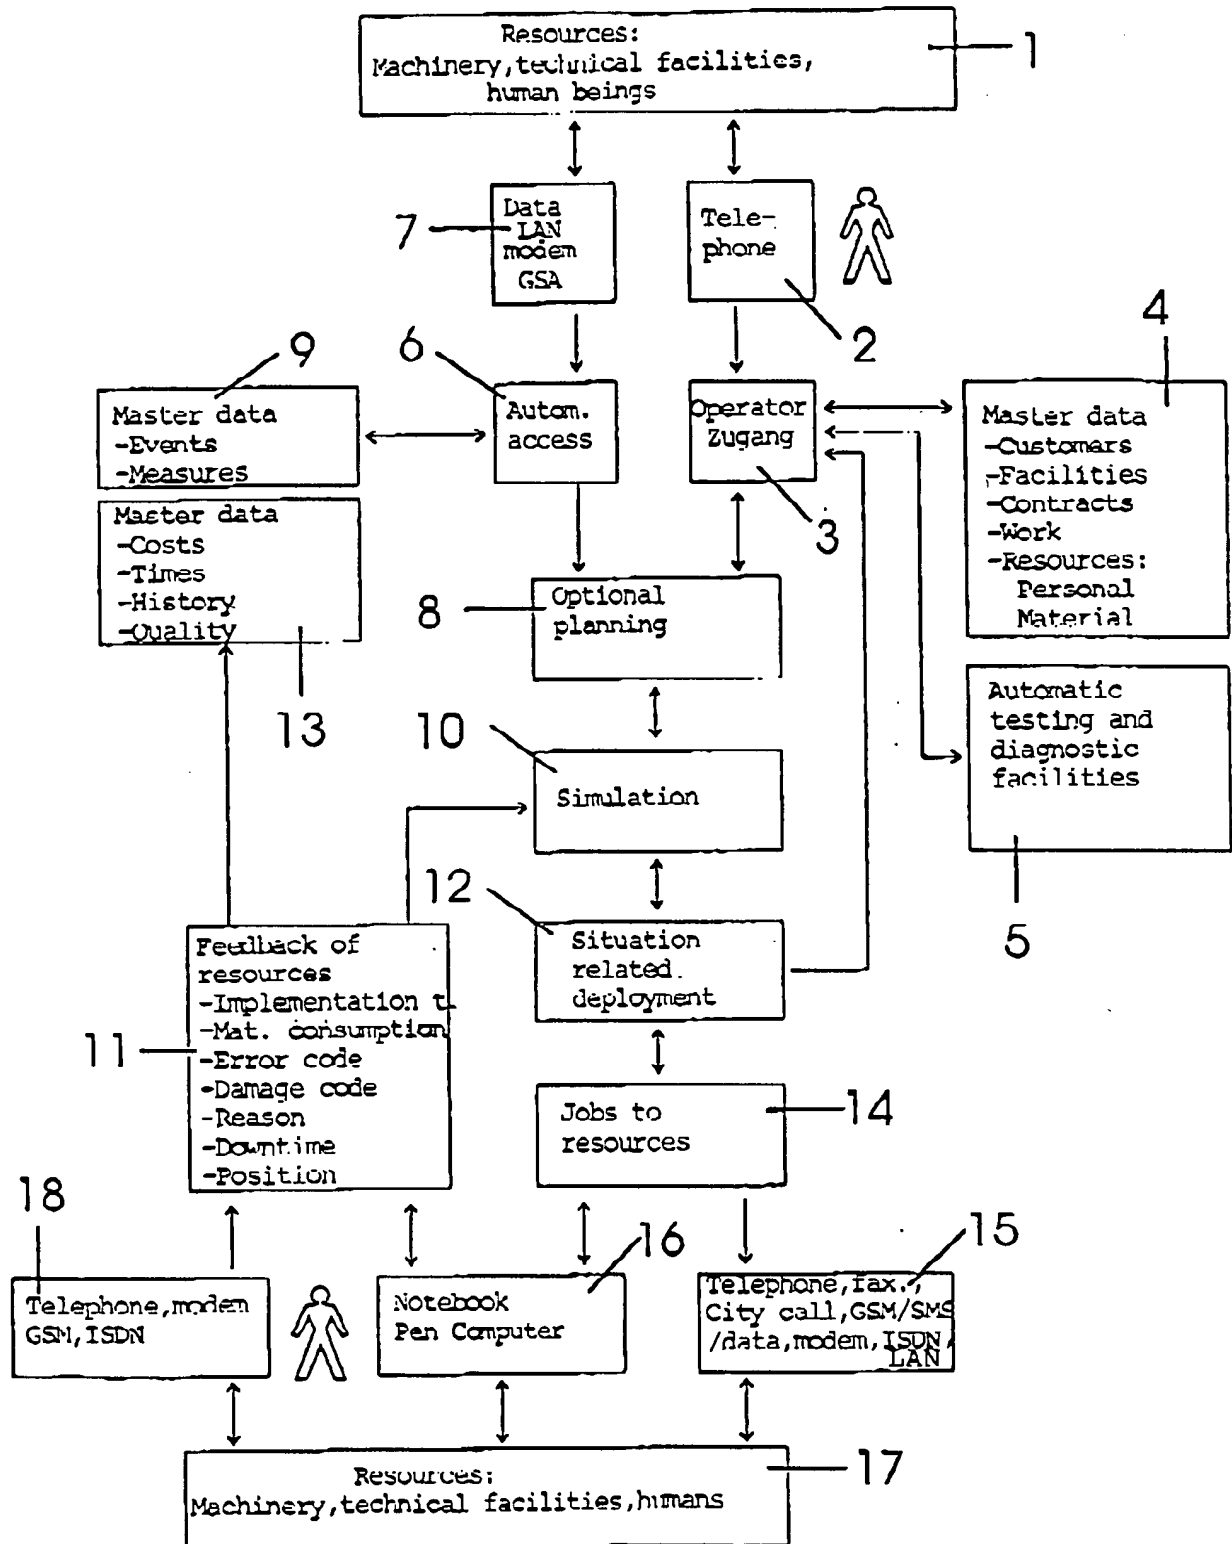 Resources:
Machinery,technical facilities,
human beings
1
Data
LAN
modem
GSA
7
Tele-
phone
2
4
9
6
Master data
-Events
-Measures
Autom.
access
Operator
Zugang
3
Master data
-Customers
-Facilities
-Contracts
-Work
-Resources:
Personal
Material
Master data
-Costs
-Times
-History
-Quality
13
8
Optional
planning
Automatic
testing and
diagnostic
facilities
5
10
Simulation
12
Situation
related.
deployment
Feedback of
resources
-Implementation t.
-Mat. consumption
-Error code
-Damage code
-Reason
-Downtime
-Position
11
Jobs to
resources
14
18
16
15
Telephone,modem
GSM,ISDN
Notebook
Pen Computer
Telephone,fax.,
City call,GSM/SMS
/data,modem,ISDN,
LAN
Resources:
Machinery,technical facilities,humans
17